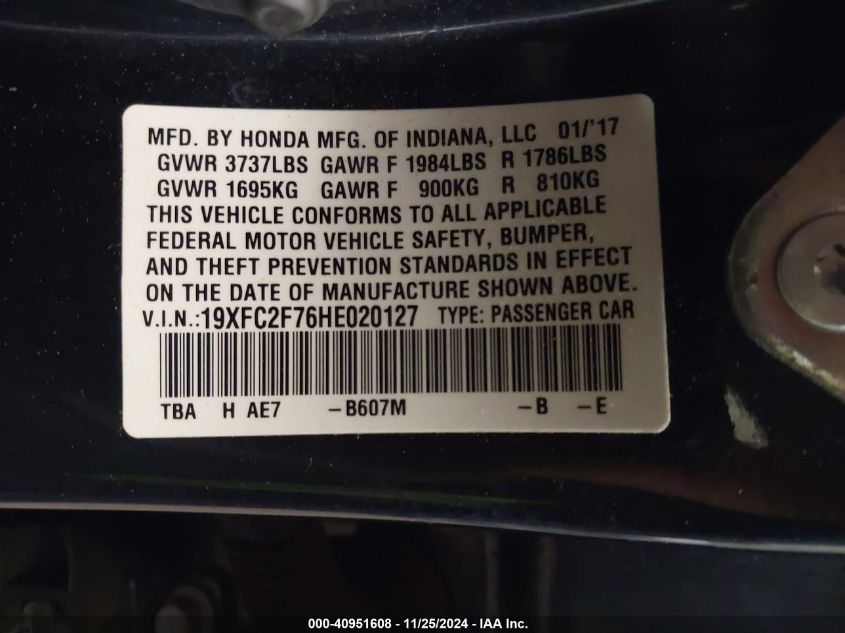 MFD. BY HONDA MFG. OF INDIANA, LLC 01/'17
GVWR 3737LBS GAWR F 1984LBS R 1786LBS
GVWR 1695KG GAWR F 900KG R 810KG
THIS VEHICLE CONFORMS TO ALL APPLICABLE
FEDERAL MOTOR VEHICLE SAFETY, BUMPER,
AND THEFT PREVENTION STANDARDS IN EFFECT
ON THE DATE OF MANUFACTURE SHOWN ABOVE.
V.I.N.:19XFC2F76HE020127 TYPE: PASSENGER CAR
TBA H AE7 –B607M –B –E
000-40951608 - 11/25/2024 - IAA Inc.